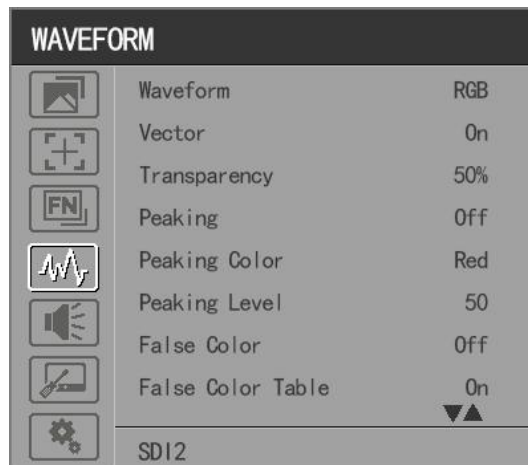 WAVEFORM
Waveform RGB
Vector On
Transparency 50%
FN
Peaking Off
Peaking Color Red
Peaking Level 50
False Color Off
False Color Table On
SDI2